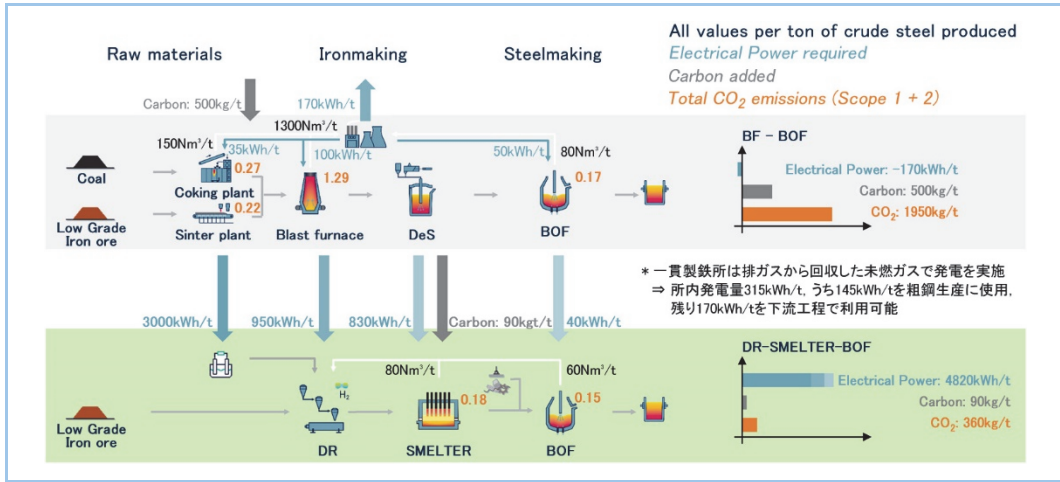 All values per ton of crude steel produced
Electrical Power required
Carbon added
Total CO₂ emissions (Scope 1 + 2)
Raw materials
Ironmaking
Steelmaking
Carbon: 500kg/t
170kWh/t
1300Nm³/t
150Nm³/t
35kWh/t
100kWh/t
50kWh/t
80Nm³/t
Coal
0.27
Coking plant
1.29
0.17
0.22
Low Grade
Iron ore
Sinter plant
Blast furnace
DeS
BOF
BF - BOF
Electrical Power: -170kWh/t
Carbon: 500kg/t
CO₂: 1950kg/t
* 一貫製鉄所は排ガスから回収した未燃ガスで発電を実施
⇒ 所内発電量315kWh/t, うち145kWh/tを粗鋼生産に使用,
残り170kWh/tを下流工程で利用可能
3000kWh/t
950kWh/t
830kWh/t
Carbon: 90kgt/t
40kWh/t
80Nm³/t
60Nm³/t
H₂
0.18
0.15
Low Grade
Iron ore
DR
SMELTER
BOF
DR-SMELTER-BOF
Electrical Power: 4820kWh/t
Carbon: 90kg/t
CO₂: 360kg/t